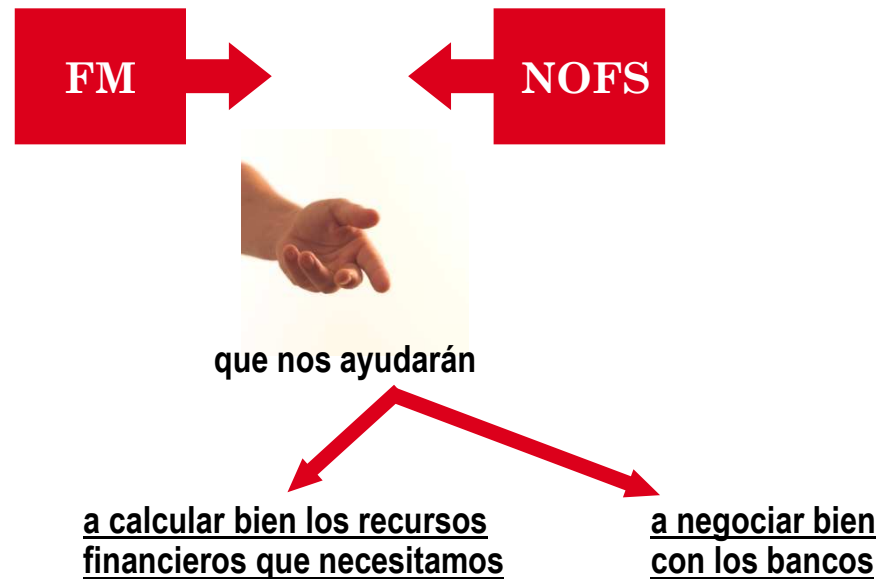 FM
NOFS
que nos ayudarán
a calcular bien los recursos
financieros que necesitamos
a negociar bien
con los bancos